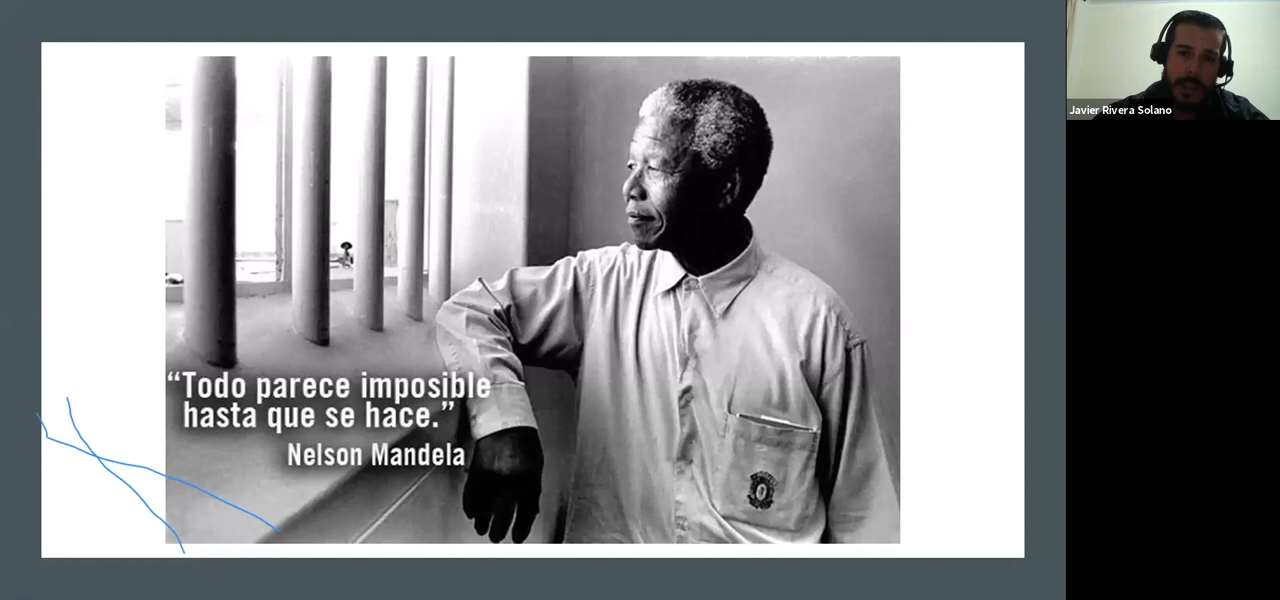 “Todo parece imposible
hasta que se hace.”
Nelson Mandela
Javier Rivera Solano